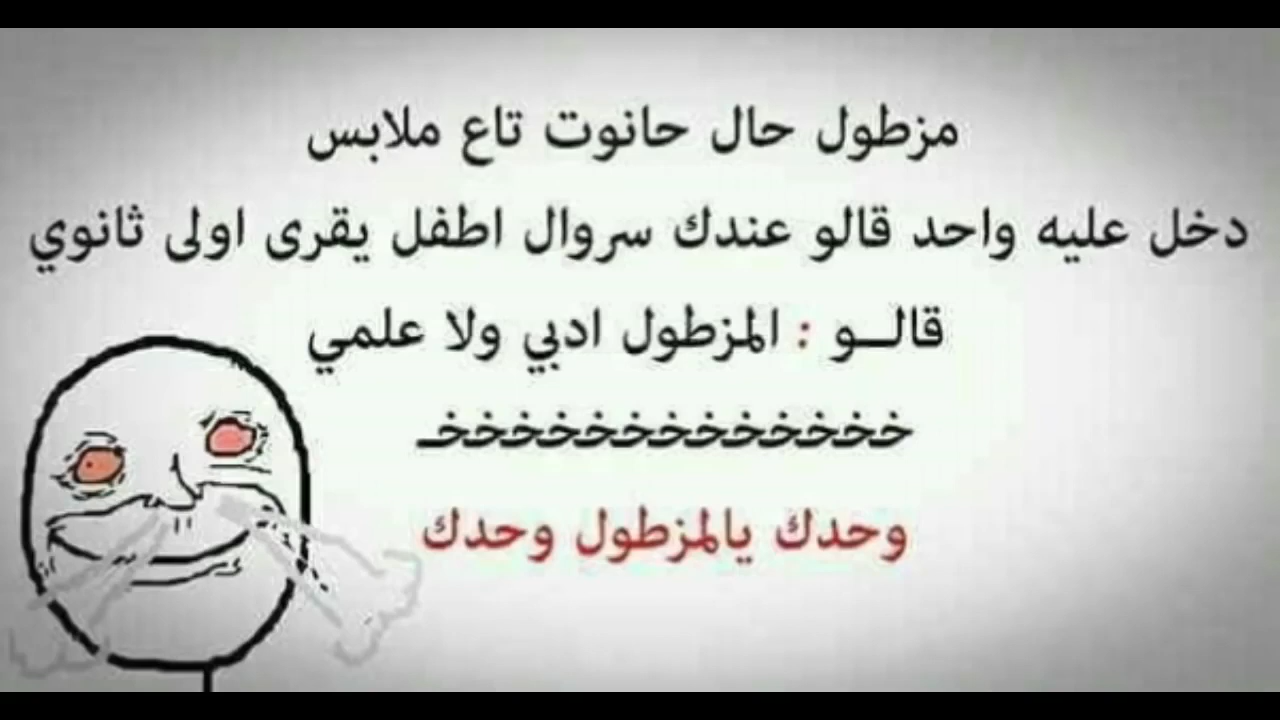 مزطول حال حانوت تاع ملابس
دخل عليه واحد قالو عندك سروال اطفل يقرى اولى ثانوي
قالــو : المزطول ادبي ولا علمي
خخخخخخخخخخخخخخـ
وحدك يالمزطول وحدك